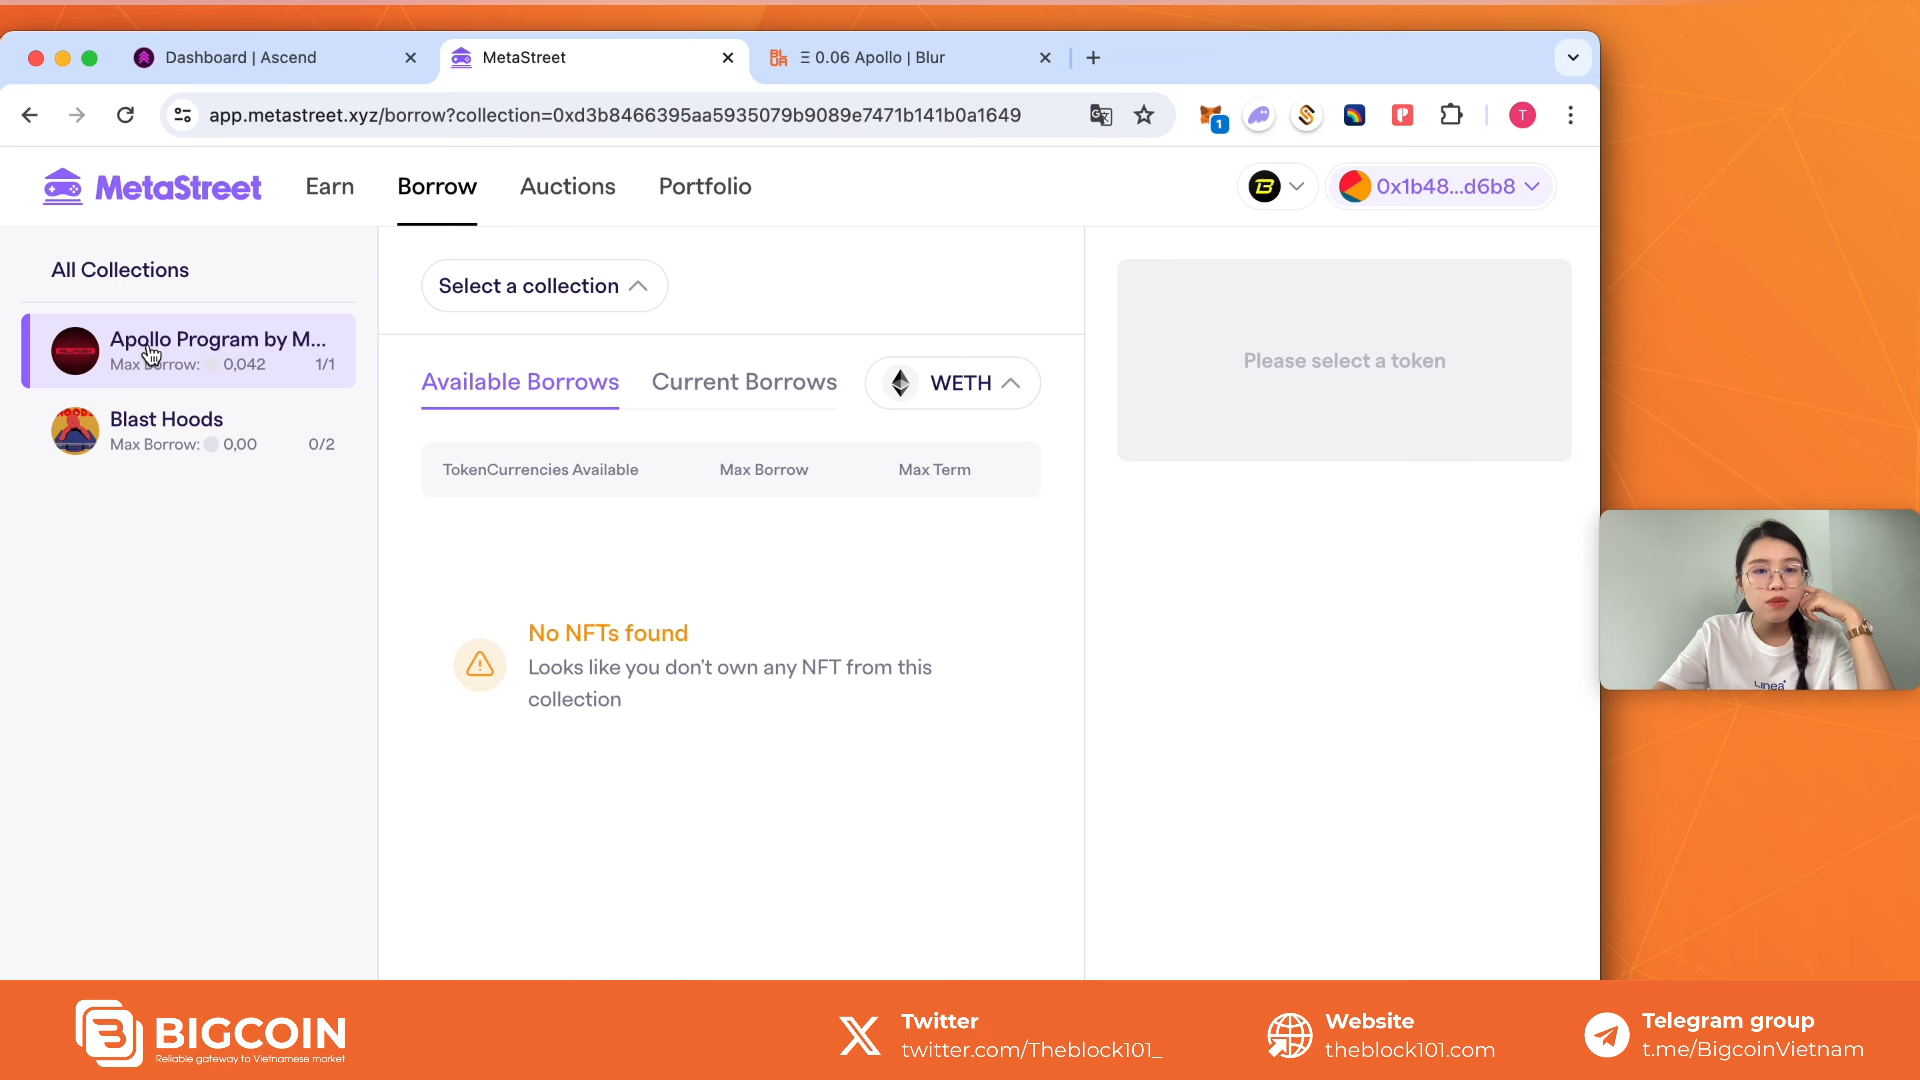 Dashboard | Ascend
MetaStreet
Ξ 0.06 Apollo | Blur
app.metastreet.xyz/borrow?collection=0xd3b8466395aa5935079b9089e7471b141b0a1649
1
T
MetaStreet
Earn
Borrow
Auctions
Portfolio
0x1b48...d6b8
All Collections
Apollo Program by M...
Max Borrow: 0,042 1/1
Blast Hoods
Max Borrow: 0,00 0/2
Select a collection
Available Borrows
Current Borrows
WETH
TokenCurrencies Available
Max Borrow
Max Term
No NFTs found
Looks like you don't own any NFT from this
collection
Please select a token
Linea
BIGCOIN
Reliable gateway to Vietnamese market
Twitter
twitter.com/Theblock101_
Website
theblock101.com
Telegram group
t.me/BigcoinVietnam